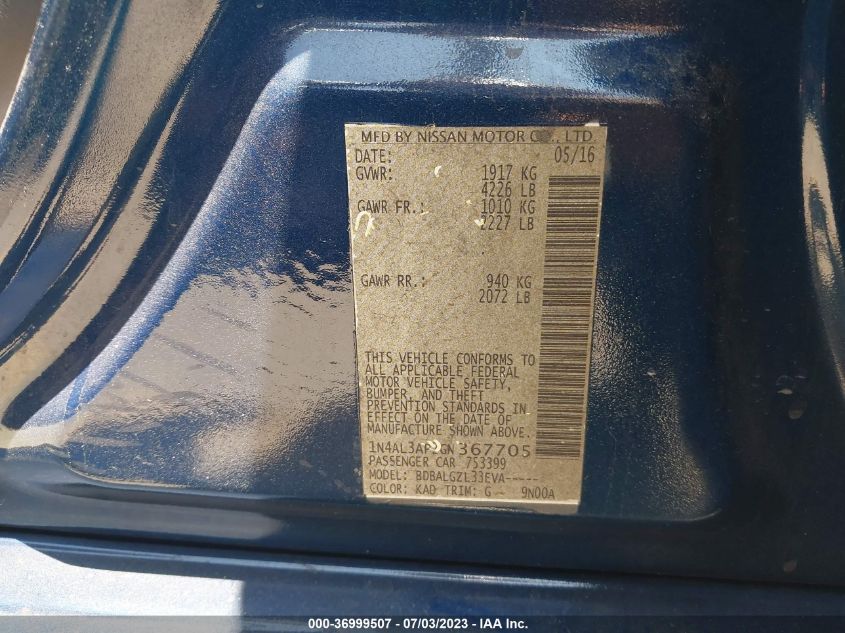 MFD BY NISSAN MOTOR CO., LTD.
DATE: 05/16
GVWR: 1917 KG
4226 LB
GAWR FR.: 1010 KG
2227 LB
GAWR RR.: 940 KG
2072 LB
THIS VEHICLE CONFORMS TO
ALL APPLICABLE FEDERAL
MOTOR VEHICLE SAFETY,
BUMPER, AND THEFT
PREVENTION STANDARDS IN
EFFECT ON THE DATE OF
MANUFACTURE SHOWN ABOVE.
367705
PASSENGER CAR 753399
MODEL: BDBALGZL33EVA-----
COLOR: KAD TRIM: G 9N00A
000-36999507 - 07/03/2023 - IAA Inc.